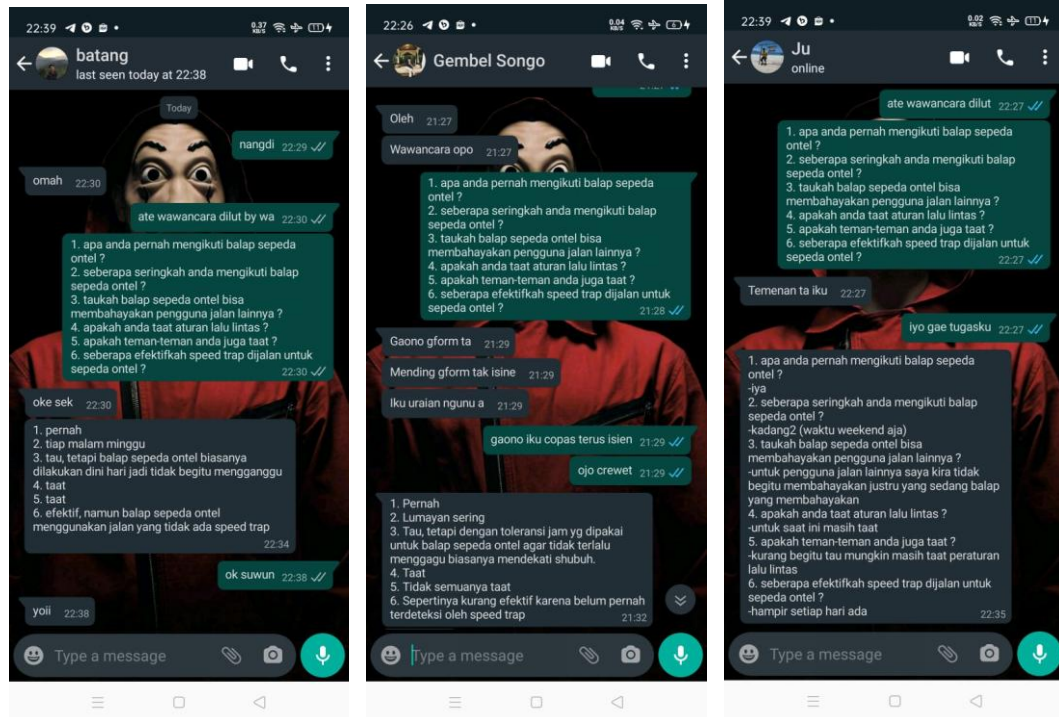 22:39
0.37 KB/S
batang
last seen today at 22:38
Today
nangdi 22:29
omah 22:30
ate wawancara dilut by wa 22:30
1. apa anda pernah mengikuti balap sepeda
ontel ?
2. seberapa seringkah anda mengikuti balap
sepeda ontel ?
3. taukah balap sepeda ontel bisa
membahayakan pengguna jalan lainnya ?
4. apakah anda taat aturan lalu lintas ?
5. apakah teman-teman anda juga taat ?
6. seberapa efektifkah speed trap dijalan untuk
sepeda ontel ? 22:30
oke sek 22:30
1. pernah
2. tiap malam minggu
3. tau, tetapi balap sepeda ontel biasanya
dilakukan dini hari jadi tidak begitu mengganggu
4. taat
5. taat
6. efektif, namun balap sepeda ontel
menggunakan jalan yang tidak ada speed trap
22:34
ok suwun 22:38
yoii 22:38
Type a message
22:26
0.04 KB/S
Gembel Songo
Oleh 21:27
Wawancara opo 21:27
1. apa anda pernah mengikuti balap sepeda
ontel ?
2. seberapa seringkah anda mengikuti balap
sepeda ontel ?
3. taukah balap sepeda ontel bisa
membahayakan pengguna jalan lainnya ?
4. apakah anda taat aturan lalu lintas ?
5. apakah teman-teman anda juga taat ?
6. seberapa efektifkah speed trap dijalan untuk
sepeda ontel ? 21:28
Gaono gform ta 21:29
Mending gform tak isine 21:29
Iku uraian ngunu a 21:29
gaono iku copas terus isien 21:29
ojo crewet 21:29
1. Pernah
2. Lumayan sering
3. Tau, tetapi dengan toleransi jam yg dipakai
untuk balap sepeda ontel agar tidak terlalu
menggagu biasanya mendekati shubuh.
4. Taat
5. Tidak semuanya taat
6. Sepertinya kurang efektif karena belum pernah
terdeteksi oleh speed trap 21:32
Type a message
22:39
0.02 KB/S
Ju
online
ate wawancara dilut 22:27
1. apa anda pernah mengikuti balap sepeda
ontel ?
2. seberapa seringkah anda mengikuti balap
sepeda ontel ?
3. taukah balap sepeda ontel bisa
membahayakan pengguna jalan lainnya ?
4. apakah anda taat aturan lalu lintas ?
5. apakah teman-teman anda juga taat ?
6. seberapa efektifkah speed trap dijalan untuk
sepeda ontel ? 22:27
Temenan ta iku 22:27
iyo gae tugasku 22:27
1. apa anda pernah mengikuti balap sepeda
ontel ?
-iya
2. seberapa seringkah anda mengikuti balap
sepeda ontel ?
-kadang2 (waktu weekend aja)
3. taukah balap sepeda ontel bisa
membahayakan pengguna jalan lainnya ?
-untuk pengguna jalan lainnya saya kira tidak
begitu membahayakan justru yang sedang balap
yang membahayakan
4. apakah anda taat aturan lalu lintas ?
-untuk saat ini masih taat
5. apakah teman-teman anda juga taat ?
-kurang begitu tau mungkin masih taat peraturan
lalu lintas
6. seberapa efektifkah speed trap dijalan untuk
sepeda ontel ?
-hampir setiap hari ada 22:35
Type a message